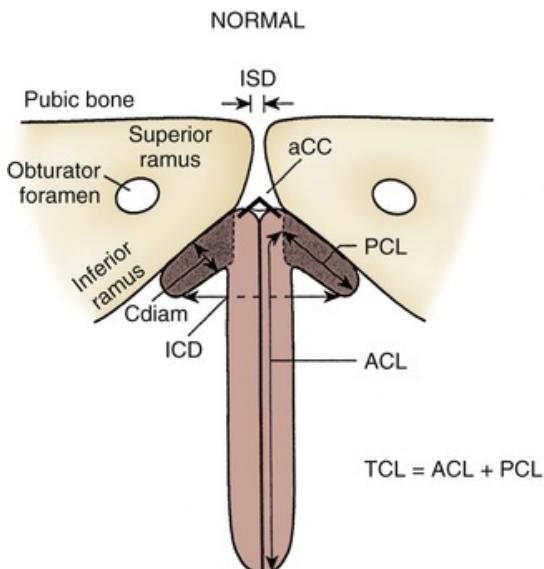 NORMAL
ISD
Pubic bone
Superior
ramus
aCC
Obturator
foramen
PCL
Inferior
ramus
Cdiam
ICD
ACL
TCL = ACL + PCL